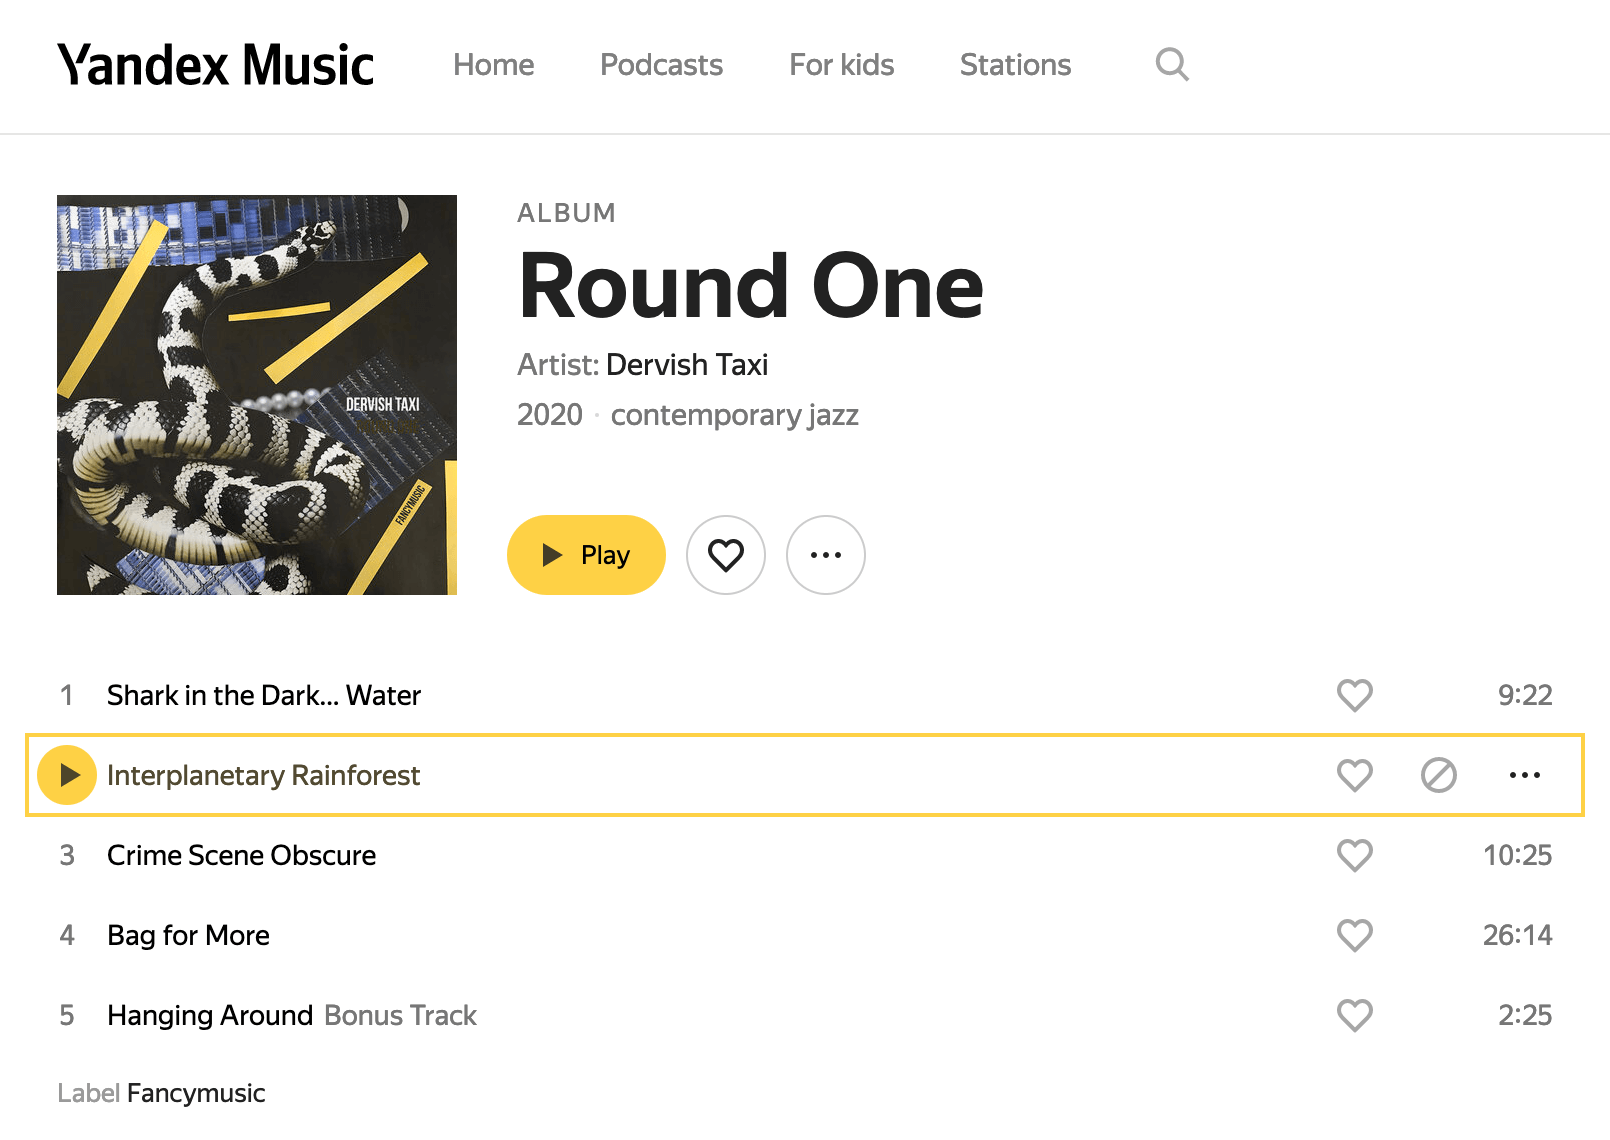 Yandex Music Home Podcasts For kids Stations
ALBUM
Round One
Artist: Dervish Taxi
2020 · contemporary jazz
DERVISH TAXI
FANCYMUSIC
Play
1 Shark in the Dark... Water 9:22
Interplanetary Rainforest
3 Crime Scene Obscure 10:25
4 Bag for More 26:14
5 Hanging Around Bonus Track 2:25
Label Fancymusic